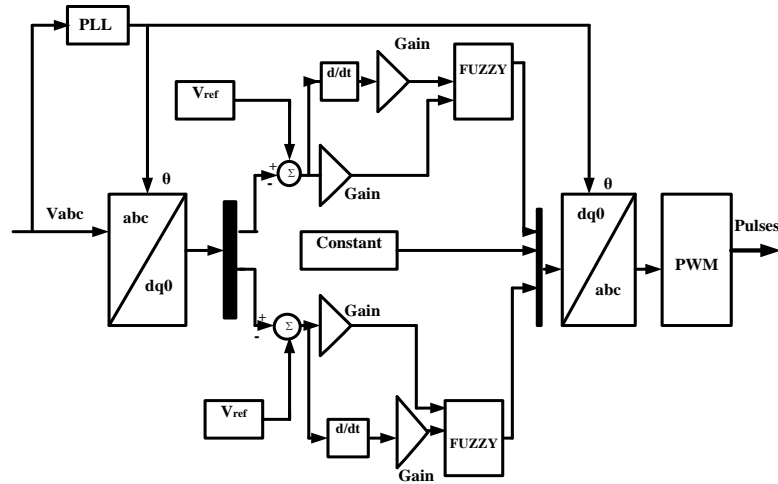 PLL
Gain
d/dt
FUZZY
Vref
θ
+
-
Σ
Gain
θ
Vabc
abc
dq0
Constant
dq0
abc
PWM
Pulses
Gain
+
-
Σ
Vref
d/dt
Gain
FUZZY